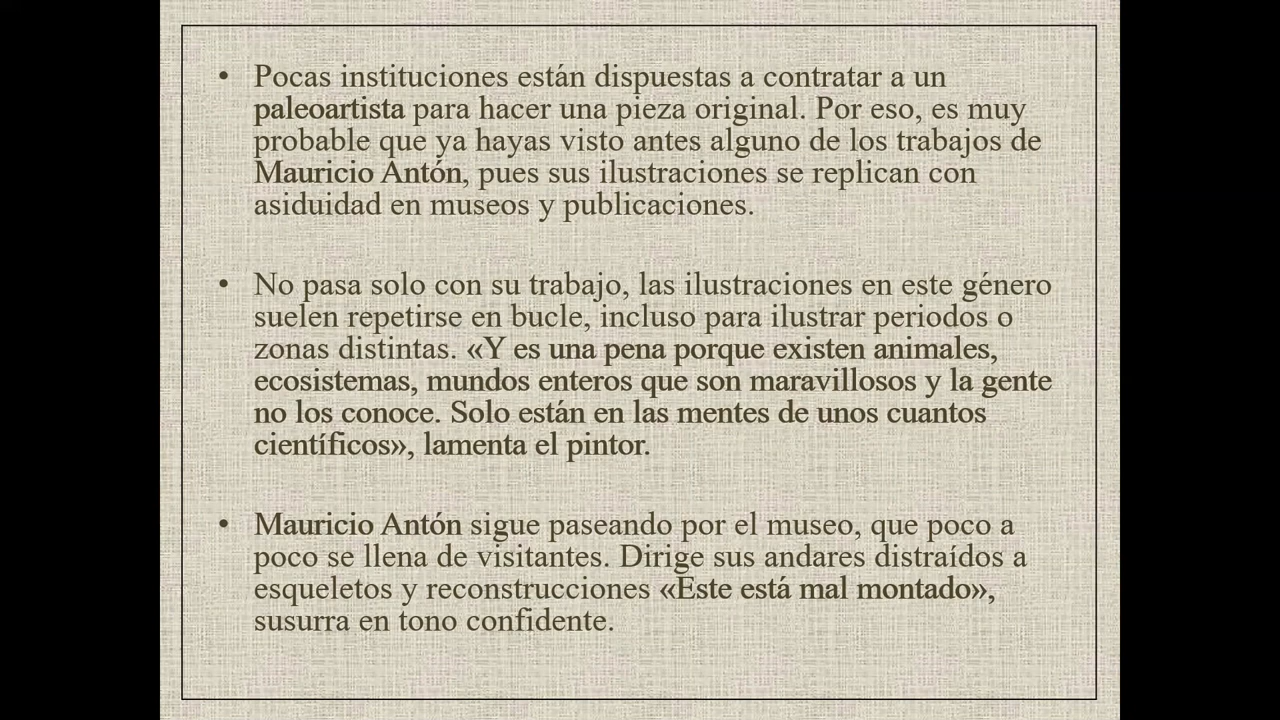 • Pocas instituciones están dispuestas a contratar a un
paleoartista para hacer una pieza original. Por eso, es muy
probable que ya hayas visto antes alguno de los trabajos de
Mauricio Antón, pues sus ilustraciones se replican con
asiduidad en museos y publicaciones.
• No pasa solo con su trabajo, las ilustraciones en este género
suelen repetirse en bucle, incluso para ilustrar periodos o
zonas distintas. «Y es una pena porque existen animales,
ecosistemas, mundos enteros que son maravillosos y la gente
no los conoce. Solo están en las mentes de unos cuantos
científicos», lamenta el pintor.
• Mauricio Antón sigue paseando por el museo, que poco a
poco se llena de visitantes. Dirige sus andares distraídos a
esqueletos y reconstrucciones «Este está mal montado»,
susurra en tono confidente.